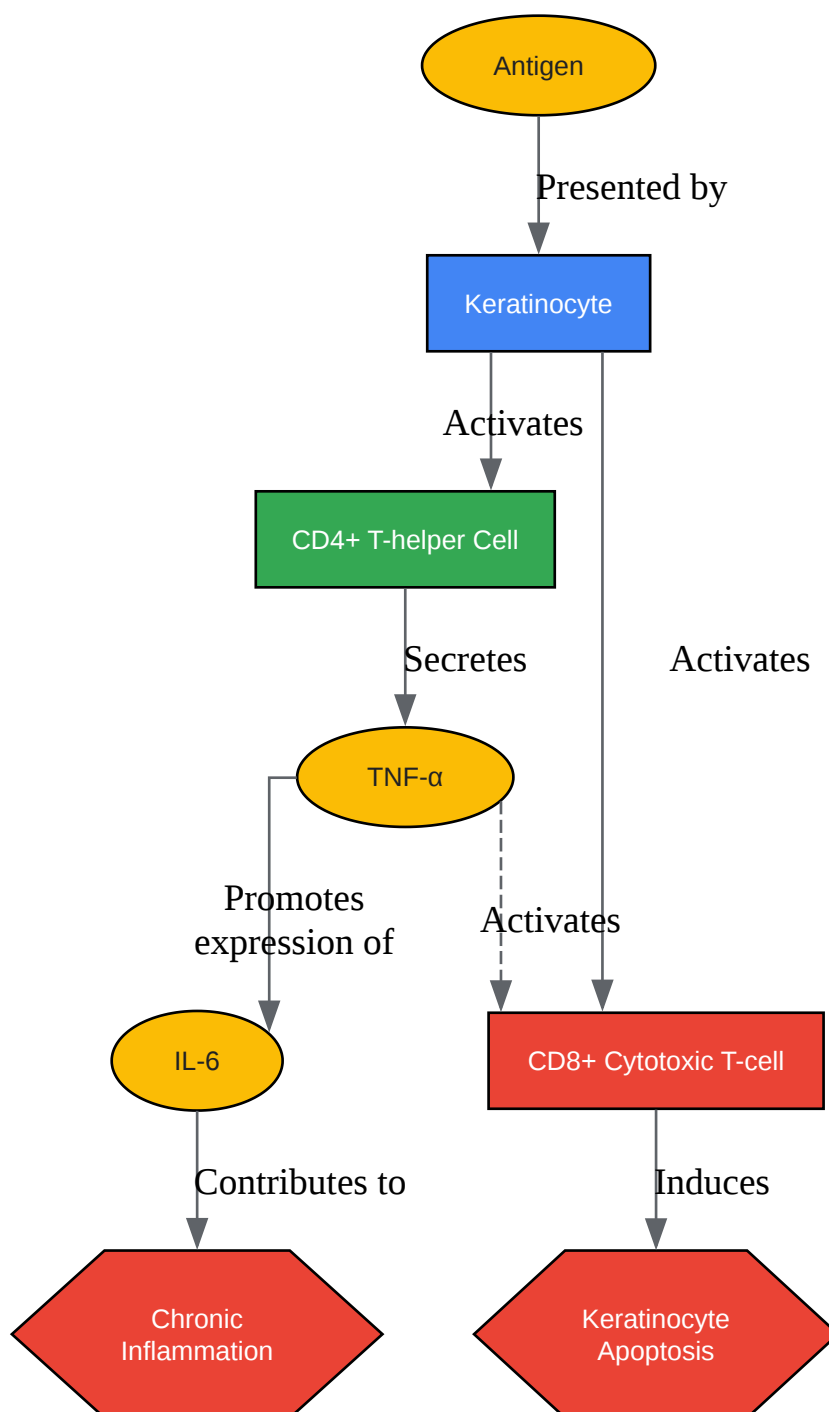 Antigen
Presented by
Keratinocyte
Activates
CD4+ T-helper Cell
Secretes
Activates
TNF-α
Promotes
expression of
Activates
IL-6
CD8+ Cytotoxic T-cell
Contributes to
Induces
Chronic
Inflammation
Keratinocyte
Apoptosis